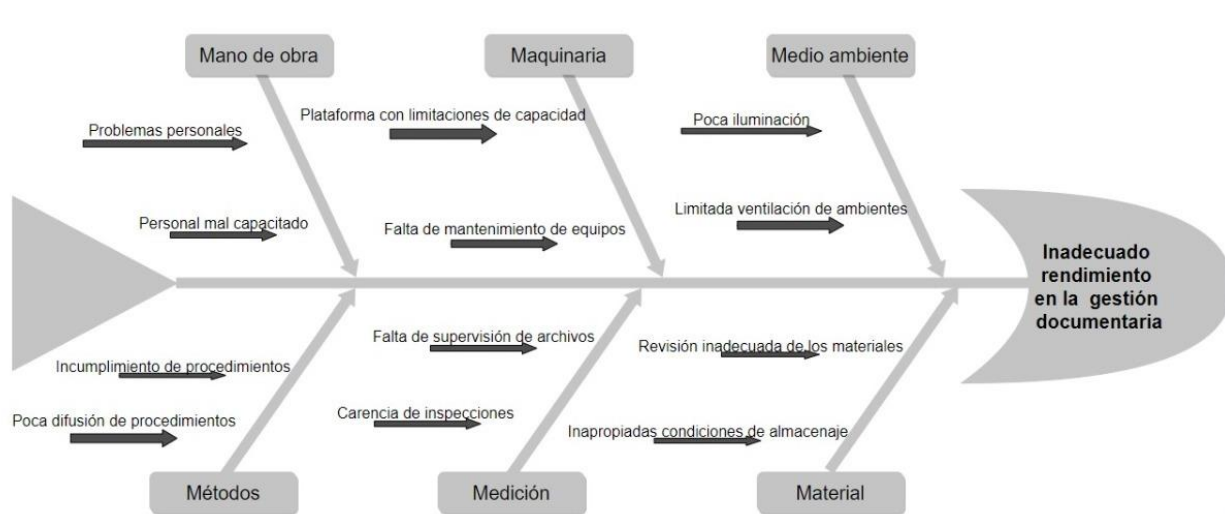 Mano de obra
Maquinaria
Medio ambiente
Problemas personales
Plataforma con limitaciones de capacidad
Poca iluminación
Personal mal capacitado
Falta de mantenimiento de equipos
Limitada ventilación de ambientes
Inadecuado
rendimiento
en la gestión
documentaria
Incumplimiento de procedimientos
Falta de supervisión de archivos
Revisión inadecuada de los materiales
Poca difusión de procedimientos
Carencia de inspecciones
Inapropiadas condiciones de almacenaje
Métodos
Medición
Material